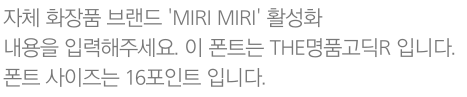 자체 화장품 브랜드 'MIRI MIRI' 활성화
내용을 입력해주세요. 이 폰트는 THE명품고딕R 입니다.
폰트 사이즈는 16포인트 입니다.